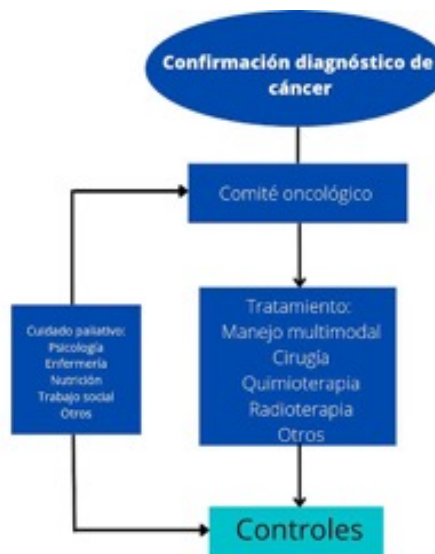 Confirmación diagnóstico de
cáncer
Comité oncológico
Cuidado paliativo:
Psicología
Enfermería
Nutrición
Trabajo social
Otros
Tratamiento:
Manejo multimodal
Cirugía
Quimioterapia
Radioterapia
Otros
Controles